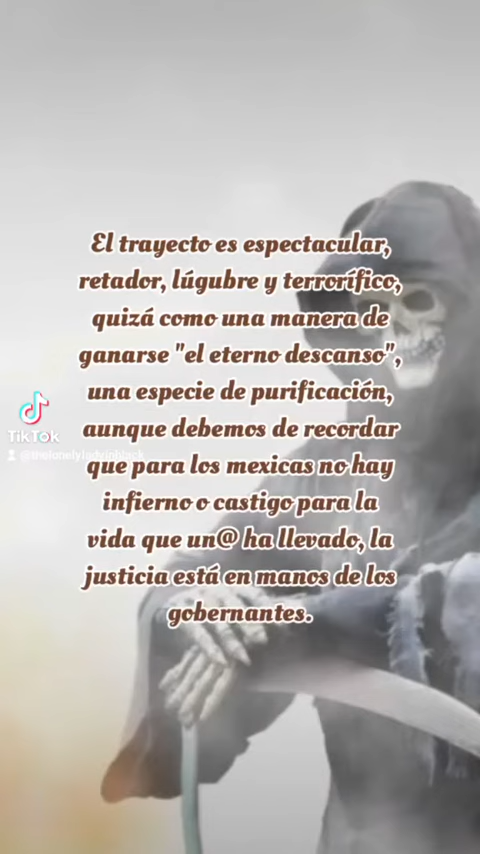 El trayecto es espectacular,
retador, lúgubre y terrorífico,
quizá como una manera de
ganarse "el eterno descanso",
una especie de purificación,
aunque debemos de recordar
que para los mexicas no hay
infierno o castigo para la
vida que un@ ha llevado, la
justicia está en manos de los
gobernantes.
TikTok
@thelonelyladyinblack